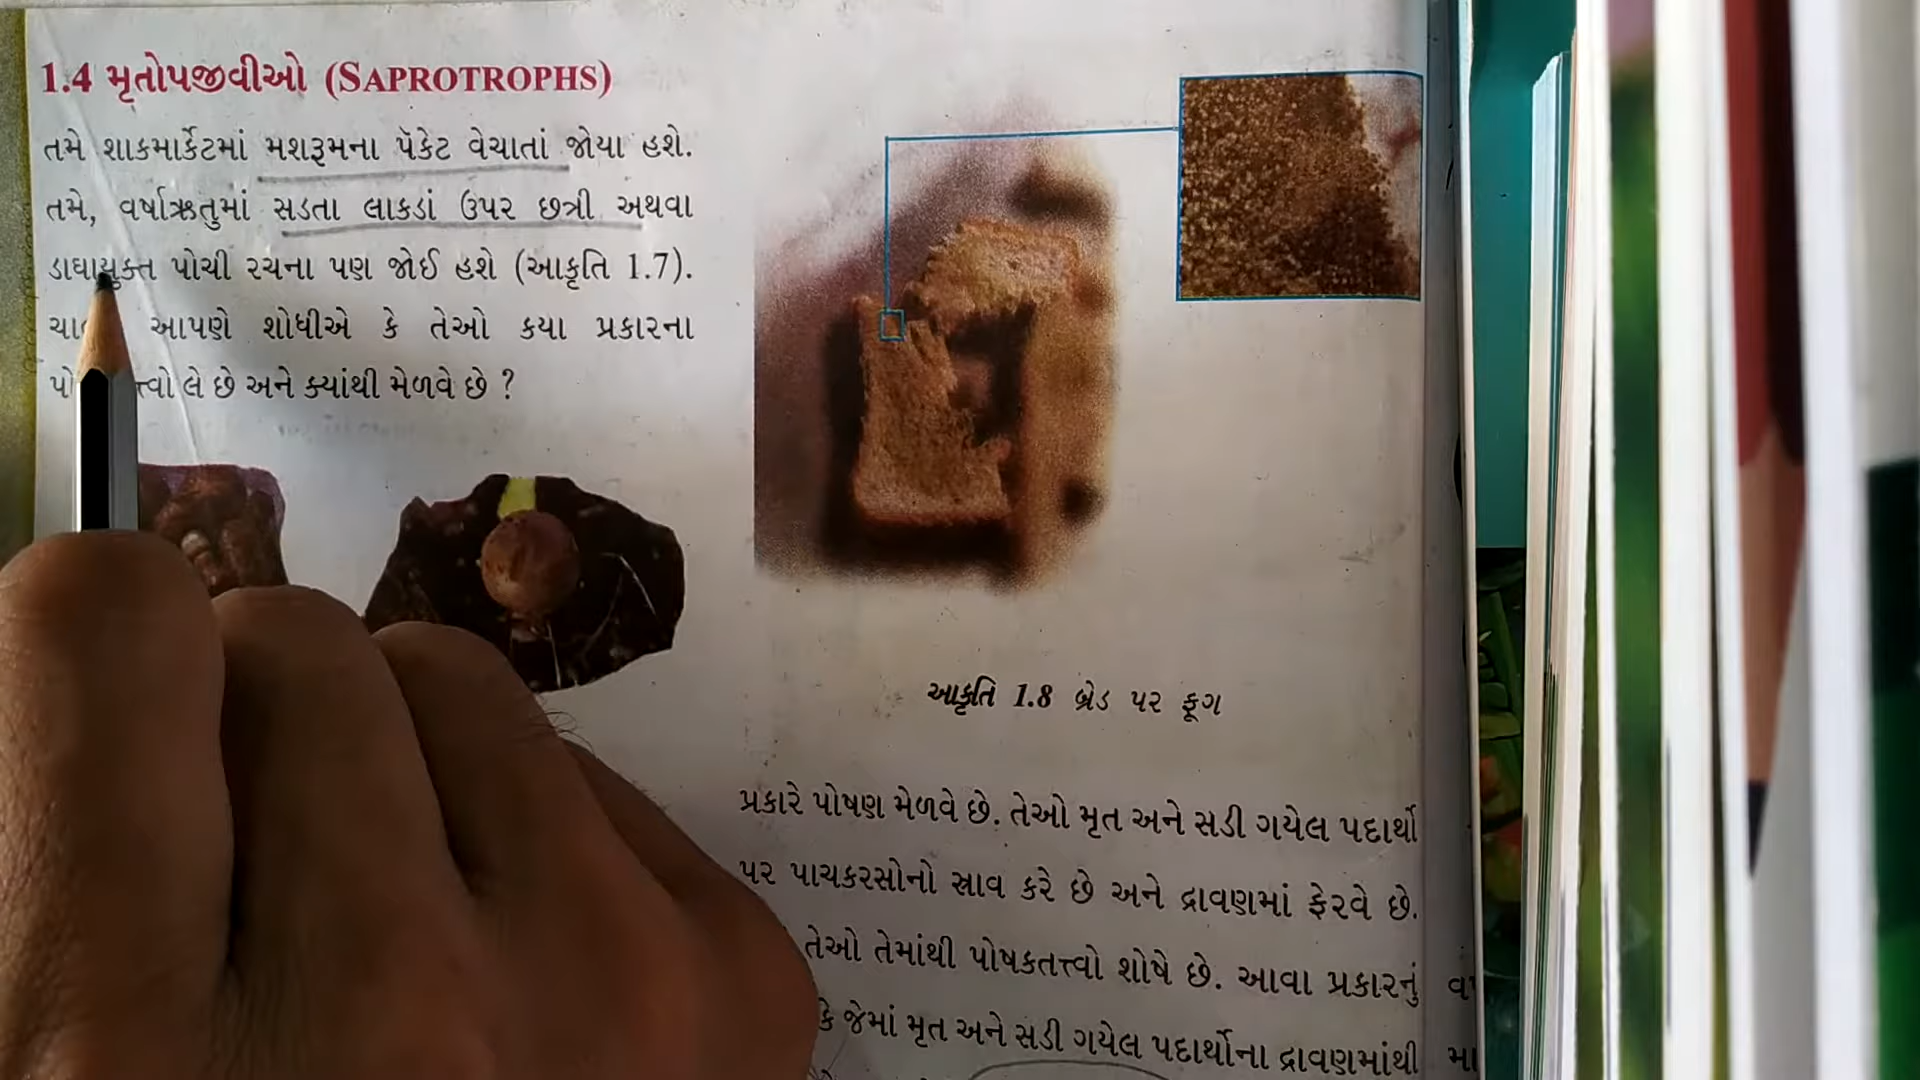 1.4 મૃતોપજીવીઓ (SAPROTROPHS)
તમે શાકમાર્કેટમાં મશરૂમના પૅકેટ વેચાતાં જોયા હશે.
તમે, વર્ષાઋતુમાં સડતા લાકડાં ઉપર છત્રી અથવા
ડાઘાયુક્ત પોચી રચના પણ જોઈ હશે (આકૃતિ 1.7).
આપણે શોધીએ કે તેઓ કયા પ્રકારના
લે છે અને ક્યાંથી મેળવે છે ?
આકૃતિ 1.8 બ્રેડ પર ફૂગ
પ્રકારે પોષણ મેળવે છે. તેઓ મૃત અને સડી ગયેલ પદાર્થો
પર પાચકરસોનો સ્રાવ કરે છે અને દ્રાવણમાં ફેરવે છે.
તેઓ તેમાંથી પોષકતત્ત્વો શોષે છે. આવા પ્રકારનું
કે જેમાં મૃત અને સડી ગયેલ પદાર્થોના દ્રાવણમાંથી